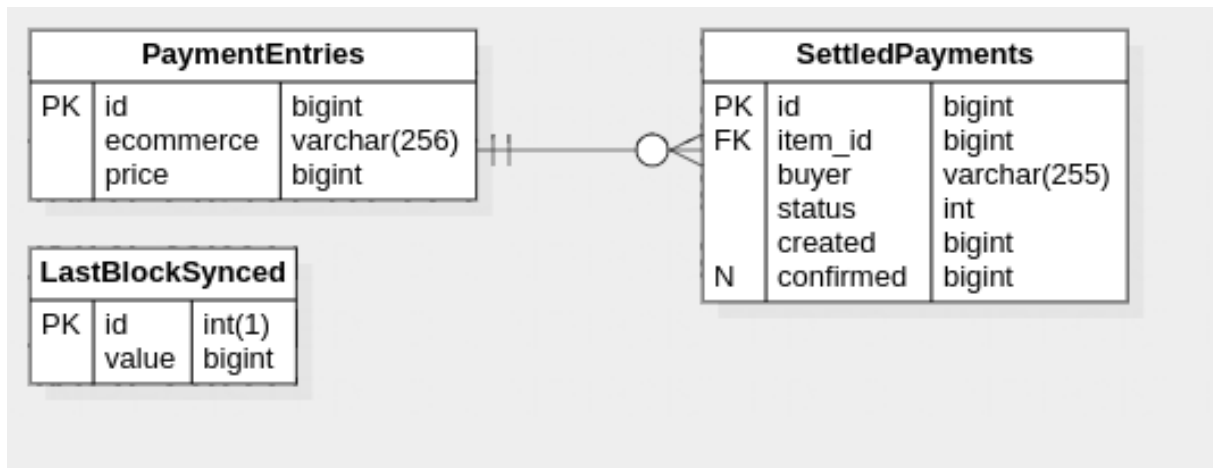 PaymentEntries
PK id bigint
ecommerce varchar(256)
price bigint
SettledPayments
PK id bigint
FK item_id bigint
buyer varchar(255)
status int
created bigint
N confirmed bigint
LastBlockSynced
PK id int(1)
value bigint